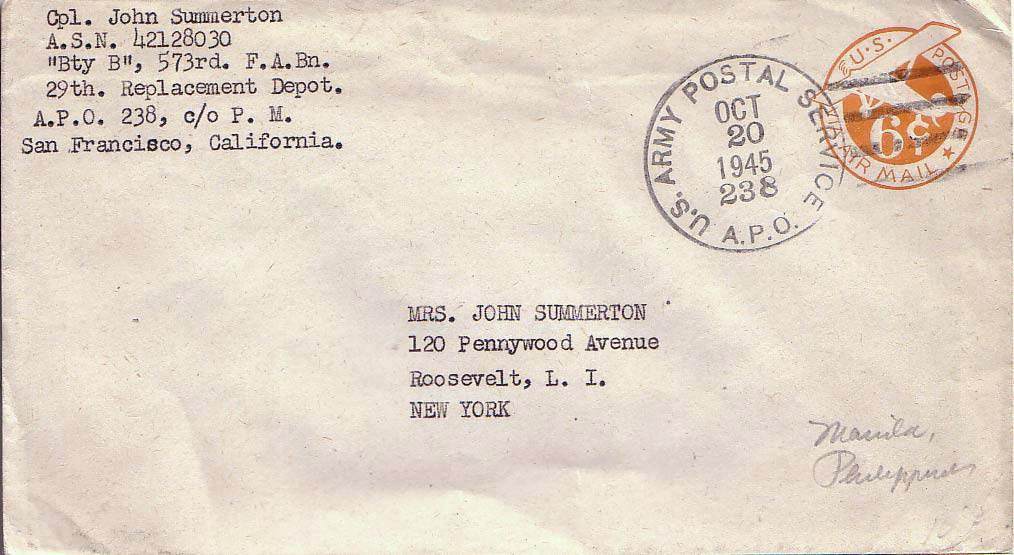 Cpl. John Summerton
A.S.N. 42128030
"Bty B", 573rd. F.A.Bn.
29th. Replacement Depot.
A.P.O. 238, c/o P. M.
San Francisco, California.
U.S. ARMY POSTAL SERVICE
OCT
20
1945
238
A.P.O.
U.S. POSTAGE
6¢
AIR MAIL
MRS. JOHN SUMMERTON
120 Pennywood Avenue
Roosevelt, L. I.
NEW YORK
Manila,
Philippines